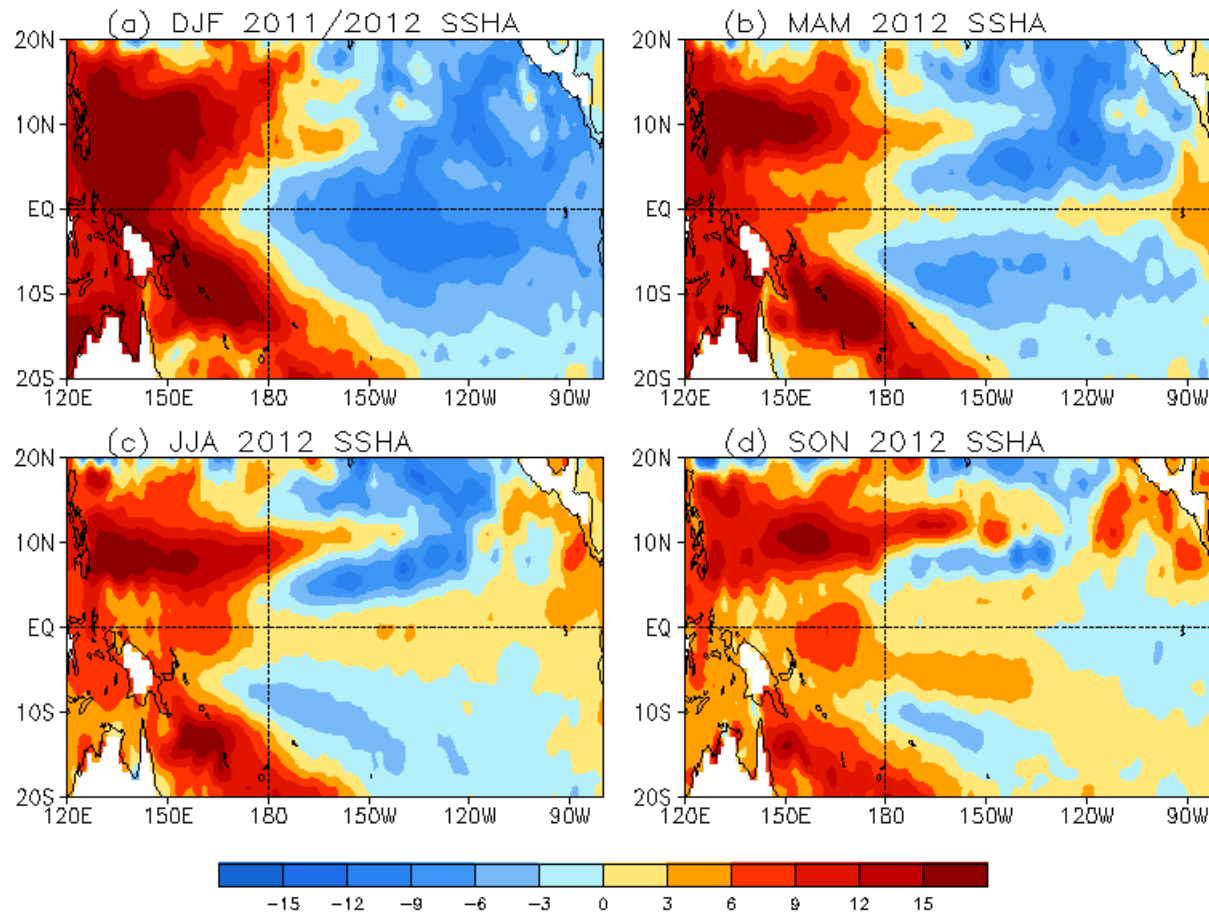 (a) DJF 2011/2012 SSHA
20N
10N
EQ
10S
20S
120E 150E 180 150W 120W 90W
(b) MAM 2012 SSHA
20N
10N
EQ
10S
20S
120E 150E 180 150W 120W 90W
(c) JJA 2012 SSHA
20N
10N
EQ
10S
20S
120E 150E 180 150W 120W 90W
(d) SON 2012 SSHA
20N
10N
EQ
10S
20S
120E 150E 180 150W 120W 90W
-15 -12 -9 -6 -3 0 3 6 9 12 15